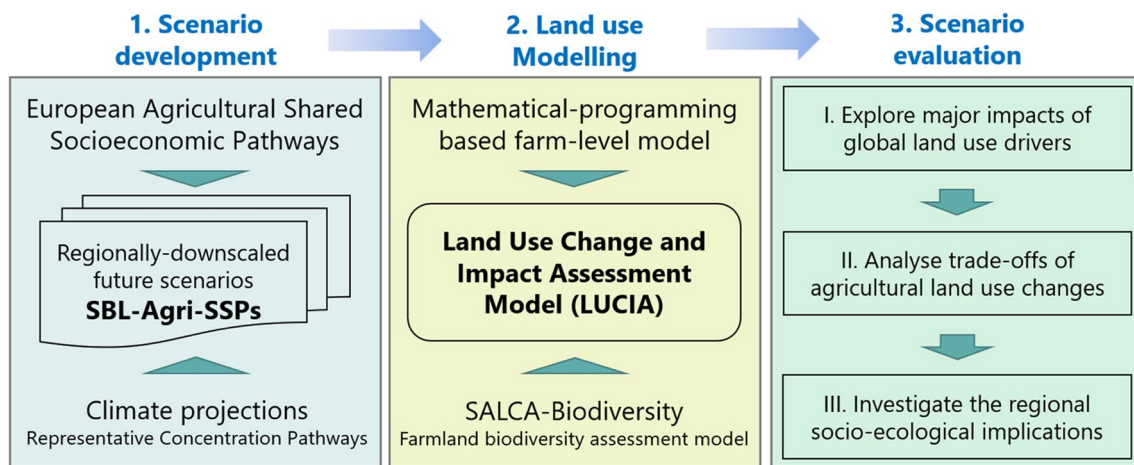 1. Scenario
development
2. Land use
Modelling
3. Scenario
evaluation
European Agricultural Shared
Socioeconomic Pathways
Regionally-downscaled
future scenarios
SBL-Agri-SSPs
Climate projections
Representative Concentration Pathways
Mathematical-programming
based farm-level model
Land Use Change and
Impact Assessment
Model (LUCIA)
SALCA-Biodiversity
Farmland biodiversity assessment model
I. Explore major impacts of
global land use drivers
II. Analyse trade-offs of
agricultural land use changes
III. Investigate the regional
socio-ecological implications